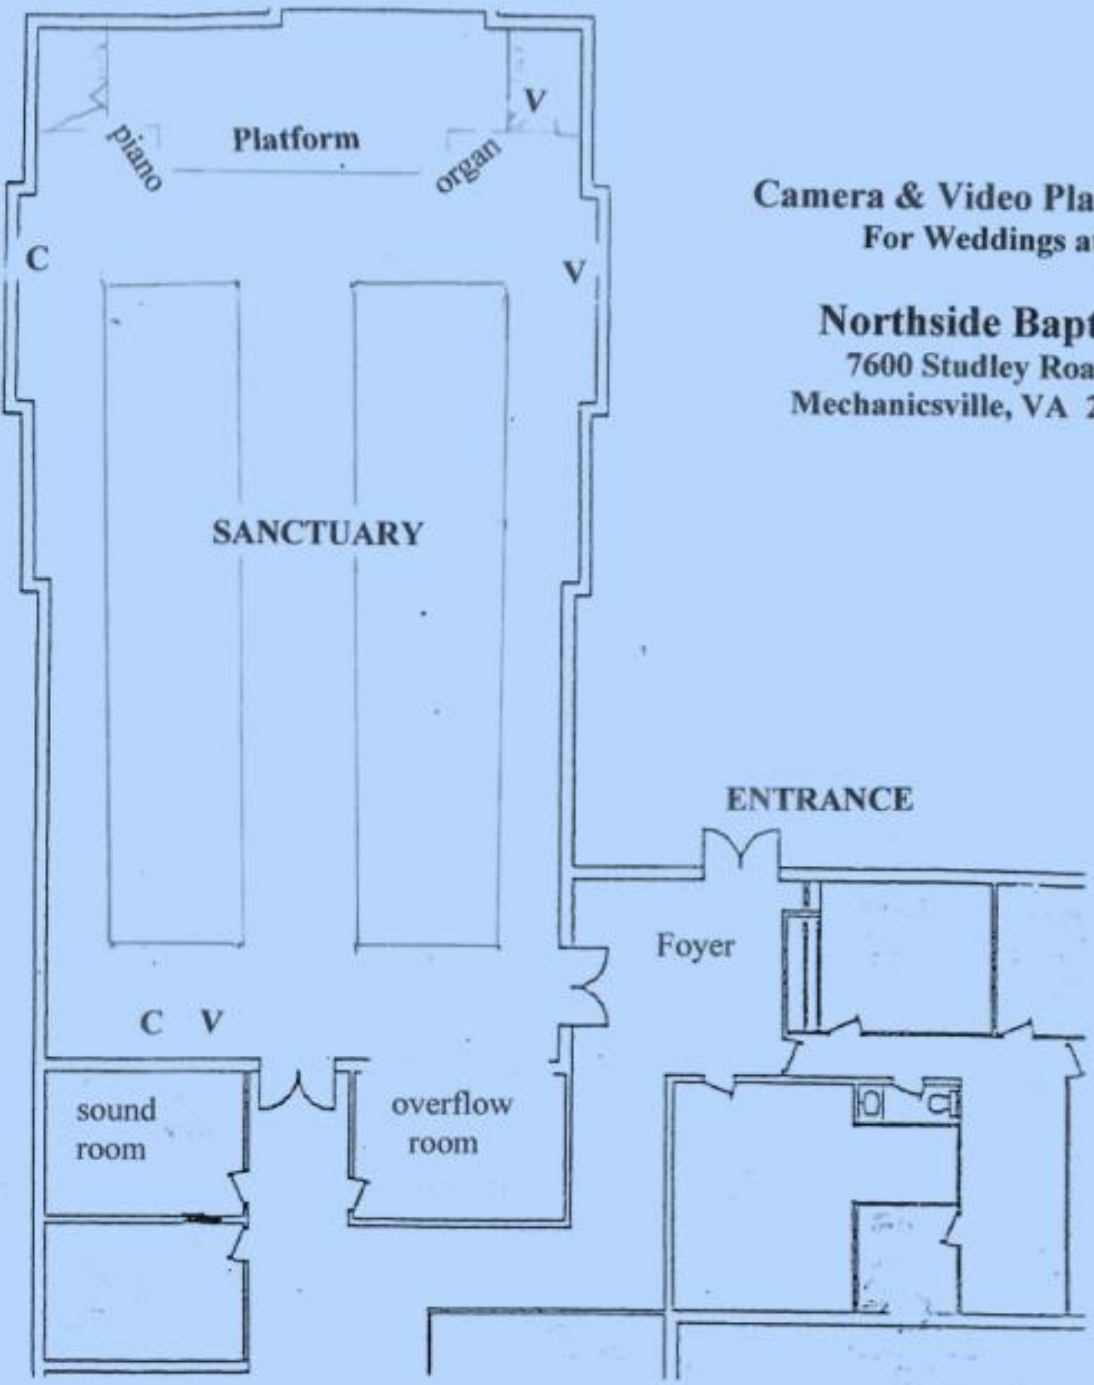 V
piano
Platform
organ
Camera & Video Pla
For Weddings a
C
V
Northside Bapt
7600 Studley Roa
Mechanicsville, VA 2
SANCTUARY
ENTRANCE
Foyer
C V
sound
room
overflow
room